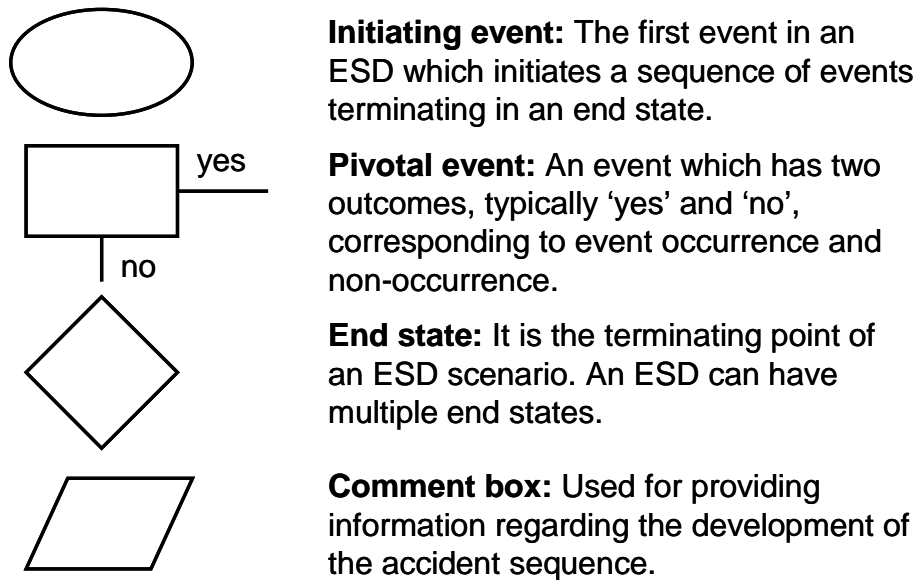 Initiating event: The first event in an
ESD which initiates a sequence of events
terminating in an end state.
yes
no
Pivotal event: An event which has two
outcomes, typically ‘yes’ and ‘no’,
corresponding to event occurrence and
non-occurrence.
End state: It is the terminating point of
an ESD scenario. An ESD can have
multiple end states.
Comment box: Used for providing
information regarding the development of
the accident sequence.